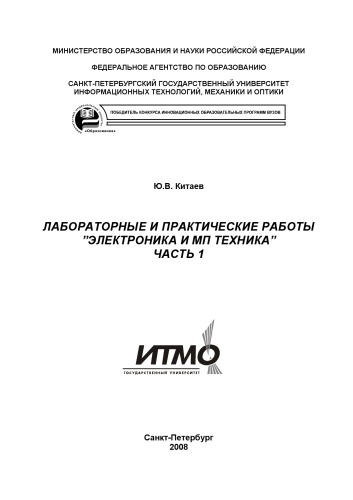 МИНИСТЕРСТВО ОБРАЗОВАНИЯ И НАУКИ РОССИЙСКОЙ ФЕДЕРАЦИИ
ФЕДЕРАЛЬНОЕ АГЕНТСТВО ПО ОБРАЗОВАНИЮ
САНКТ-ПЕТЕРБУРГСКИЙ ГОСУДАРСТВЕННЫЙ УНИВЕРСИТЕТ
ИНФОРМАЦИОННЫХ ТЕХНОЛОГИЙ, МЕХАНИКИ И ОПТИКИ
ПОБЕДИТЕЛЬ КОНКУРСА ИННОВАЦИОННЫХ ОБРАЗОВАТЕЛЬНЫХ ПРОГРАММ ВУЗОВ
«Образование»
Ю.В. Китаев
ЛАБОРАТОРНЫЕ И ПРАКТИЧЕСКИЕ РАБОТЫ
”ЭЛЕКТРОНИКА И МП ТЕХНИКА”
ЧАСТЬ 1
ИТМО
ГОСУДАРСТВЕННЫЙ УНИВЕРСИТЕТ
Санкт-Петербург
2008